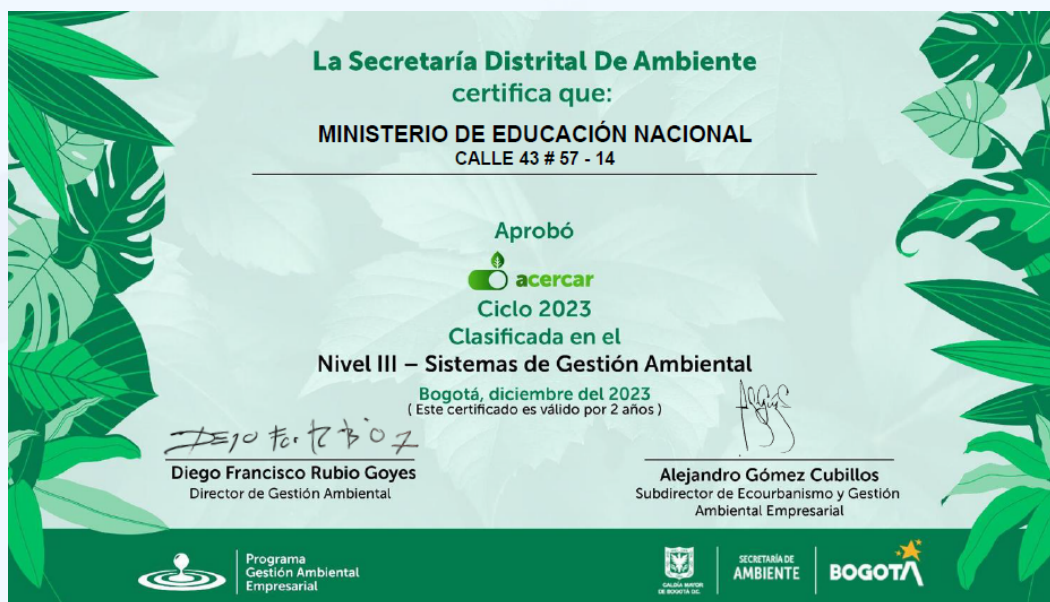 La Secretaría Distrital De Ambiente
certifica que:
MINISTERIO DE EDUCACIÓN NACIONAL
CALLE 43 # 57 - 14
Aprobó
acercar
Ciclo 2023
Clasificada en el
Nivel III – Sistemas de Gestión Ambiental
Bogotá, diciembre del 2023
( Este certificado es válido por 2 años )
Diego Francisco Rubio Goyes
Director de Gestión Ambiental
Alejandro Gómez Cubillos
Subdirector de Ecourbanismo y Gestión
Ambiental Empresarial
Programa
Gestión Ambiental
Empresarial
DE BOGOTÁ D.C.
SECRETARÍA DE
AMBIENTE
BOGOTÁ